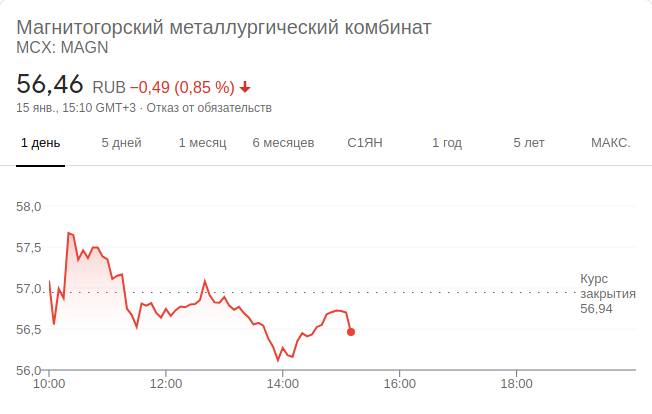 Магнитогорский металлургический комбинат
MCX: MAGN
56,46 RUB −0,49 (0,85 %)
15 янв., 15:10 GMT+3 · Отказ от обязательств
1 день 5 дней 1 месяц 6 месяцев С1ЯН 1 год 5 лет МАКС.
58,0
57,5
57,0
56,5
56,0
Курс
закрытия
56,94
10:00 12:00 14:00 16:00 18:00